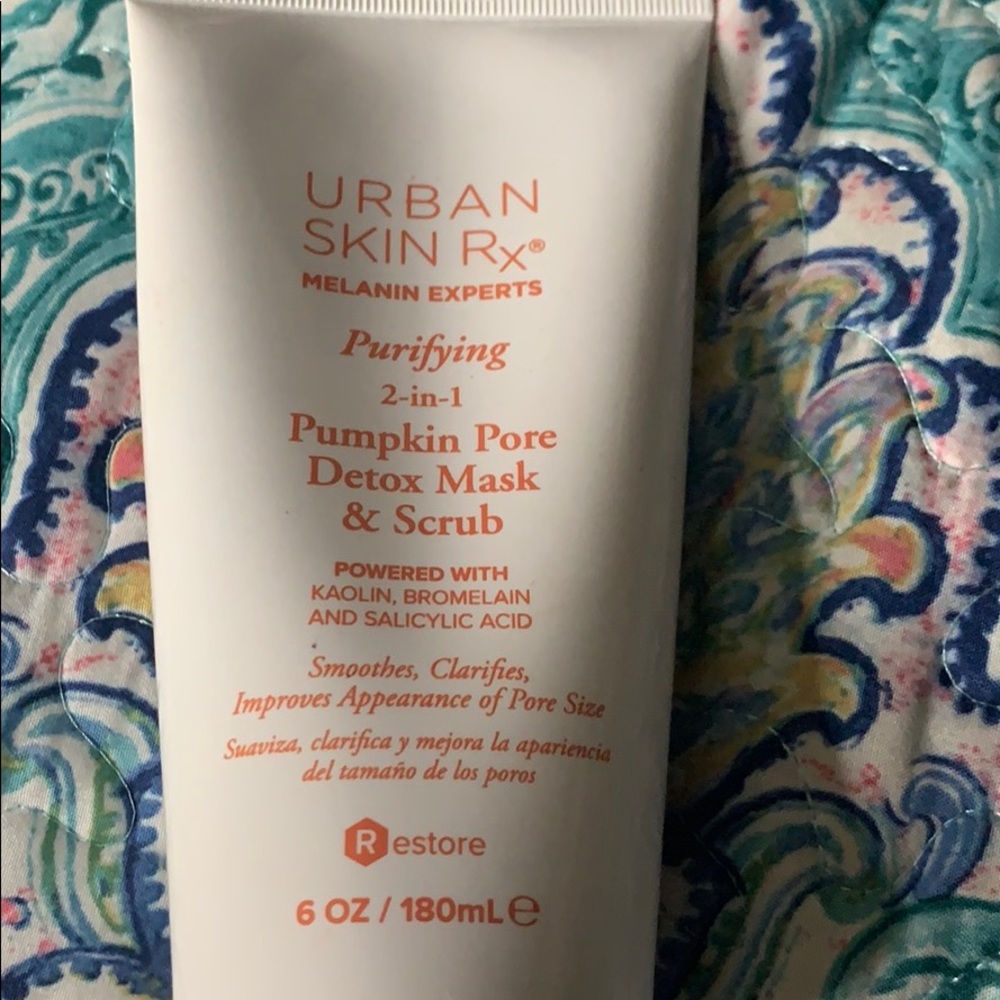 URBAN
SKIN Rx®
MELANIN EXPERTS
Purifying
2-in-1
Pumpkin Pore
Detox Mask
& Scrub
POWERED WITH
KAOLIN, BROMELAIN
AND SALICYLIC ACID
Smoothes, Clarifies,
Improves Appearance of Pore Size
Suaviza, clarifica y mejora la apariencia
del tamaño de los poros
Restore
6 OZ / 180mL ℮